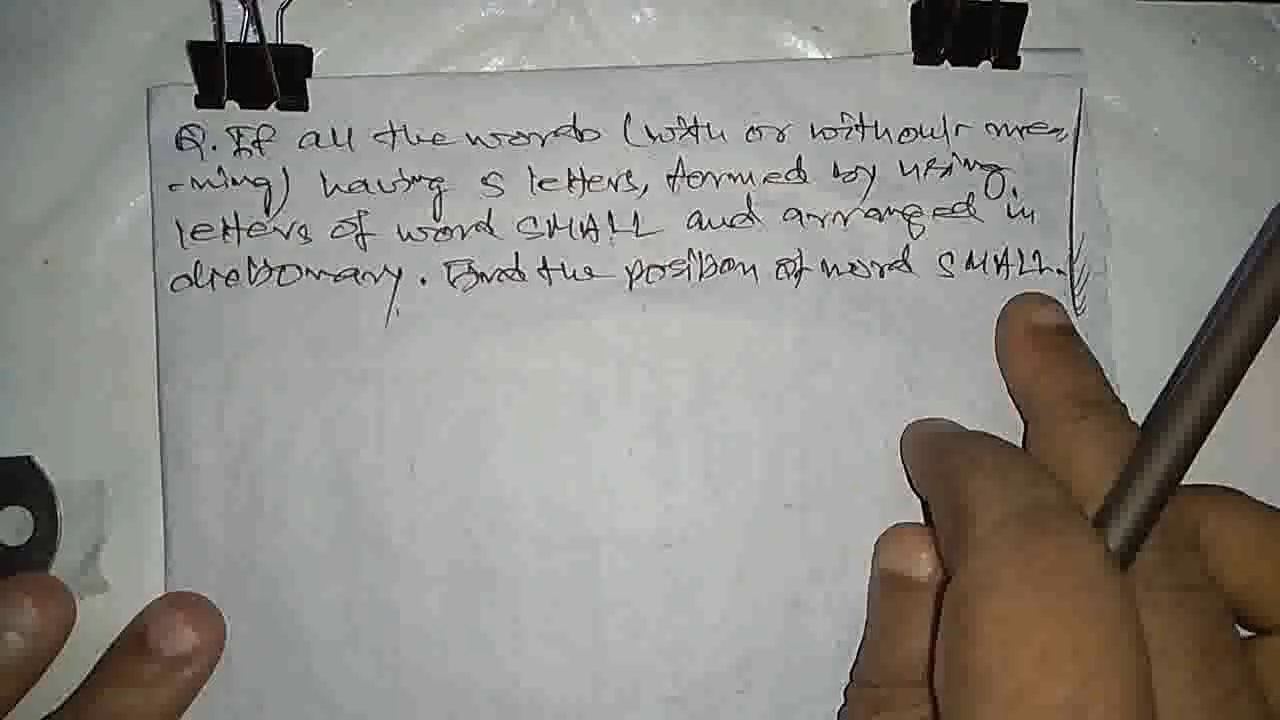 Q. If all the words (with or without mea-
-ning) having 5 letters, formed by using
letters of word SMALL and arranged in
dictionary. Find the position of word SMALL.